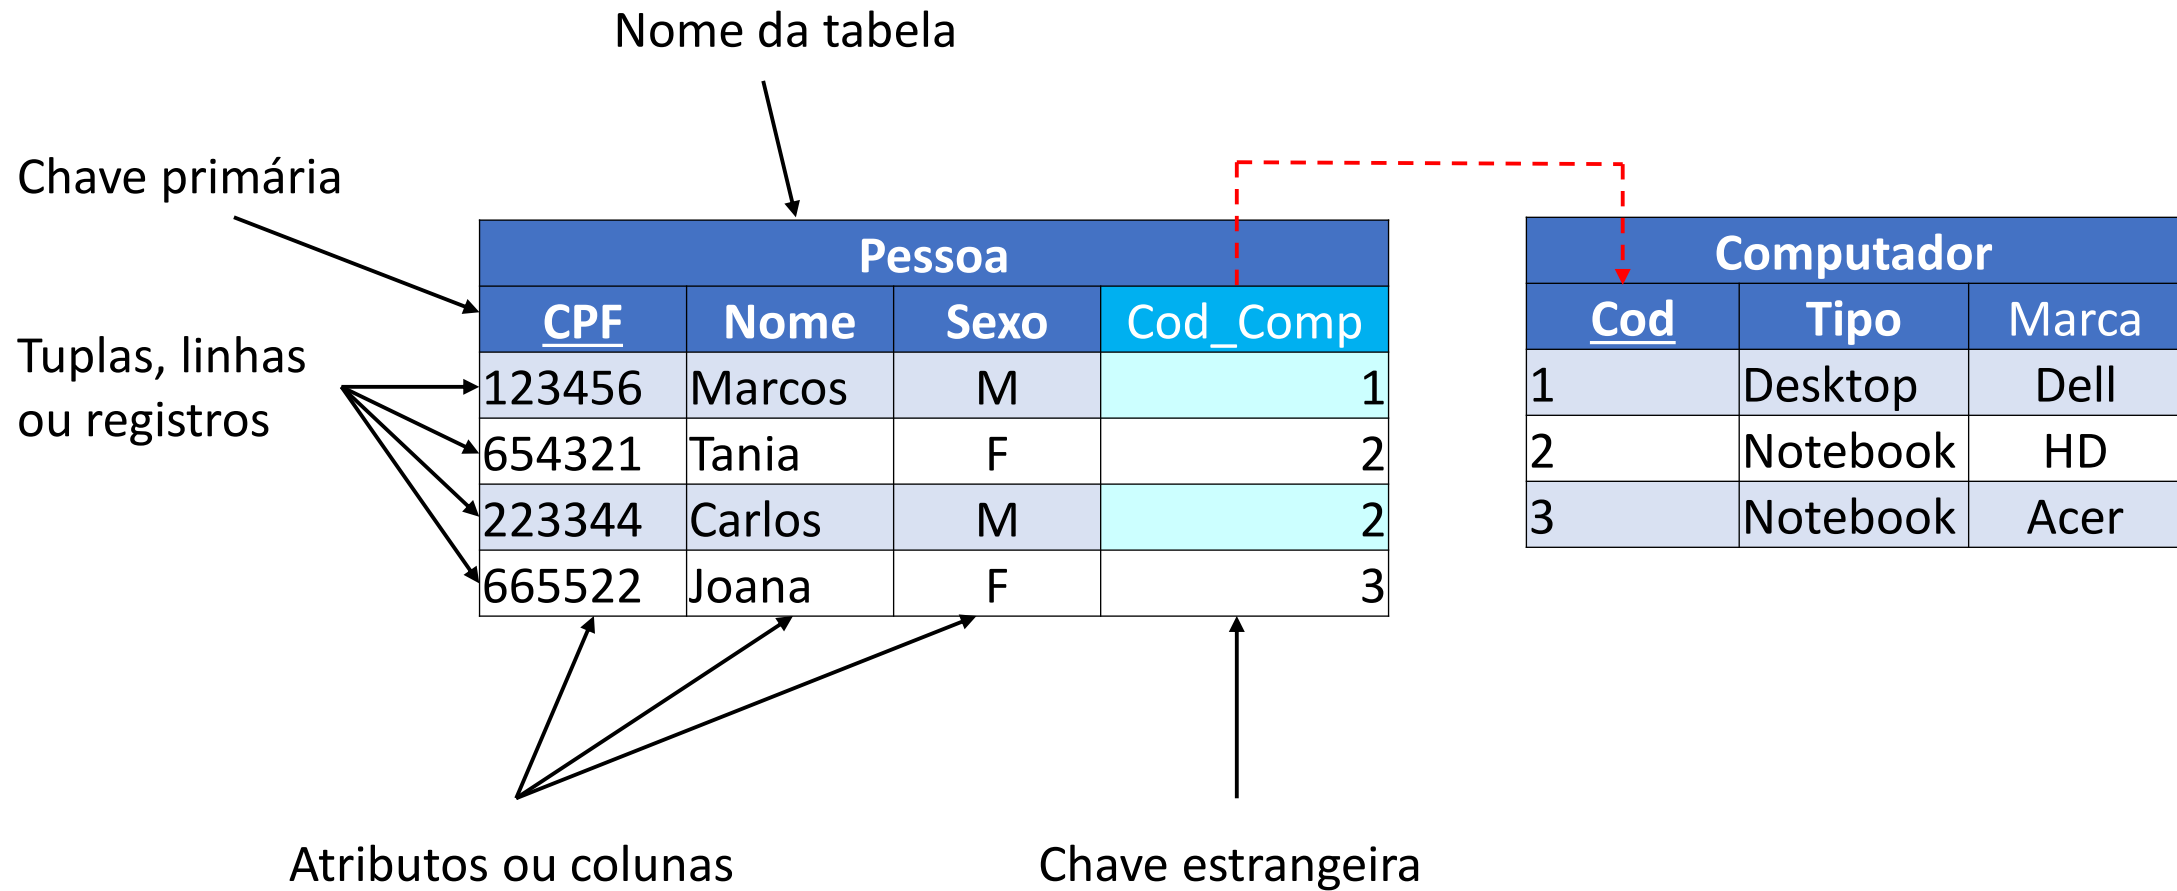 Nome da tabela
Chave primária
Tuplas, linhas
ou registros
Pessoa
CPF Nome Sexo Cod_Comp
123456 Marcos M 1
654321 Tania F 2
223344 Carlos M 2
665522 Joana F 3
Computador
Cod Tipo Marca
1 Desktop Dell
2 Notebook HD
3 Notebook Acer
Atributos ou colunas
Chave estrangeira